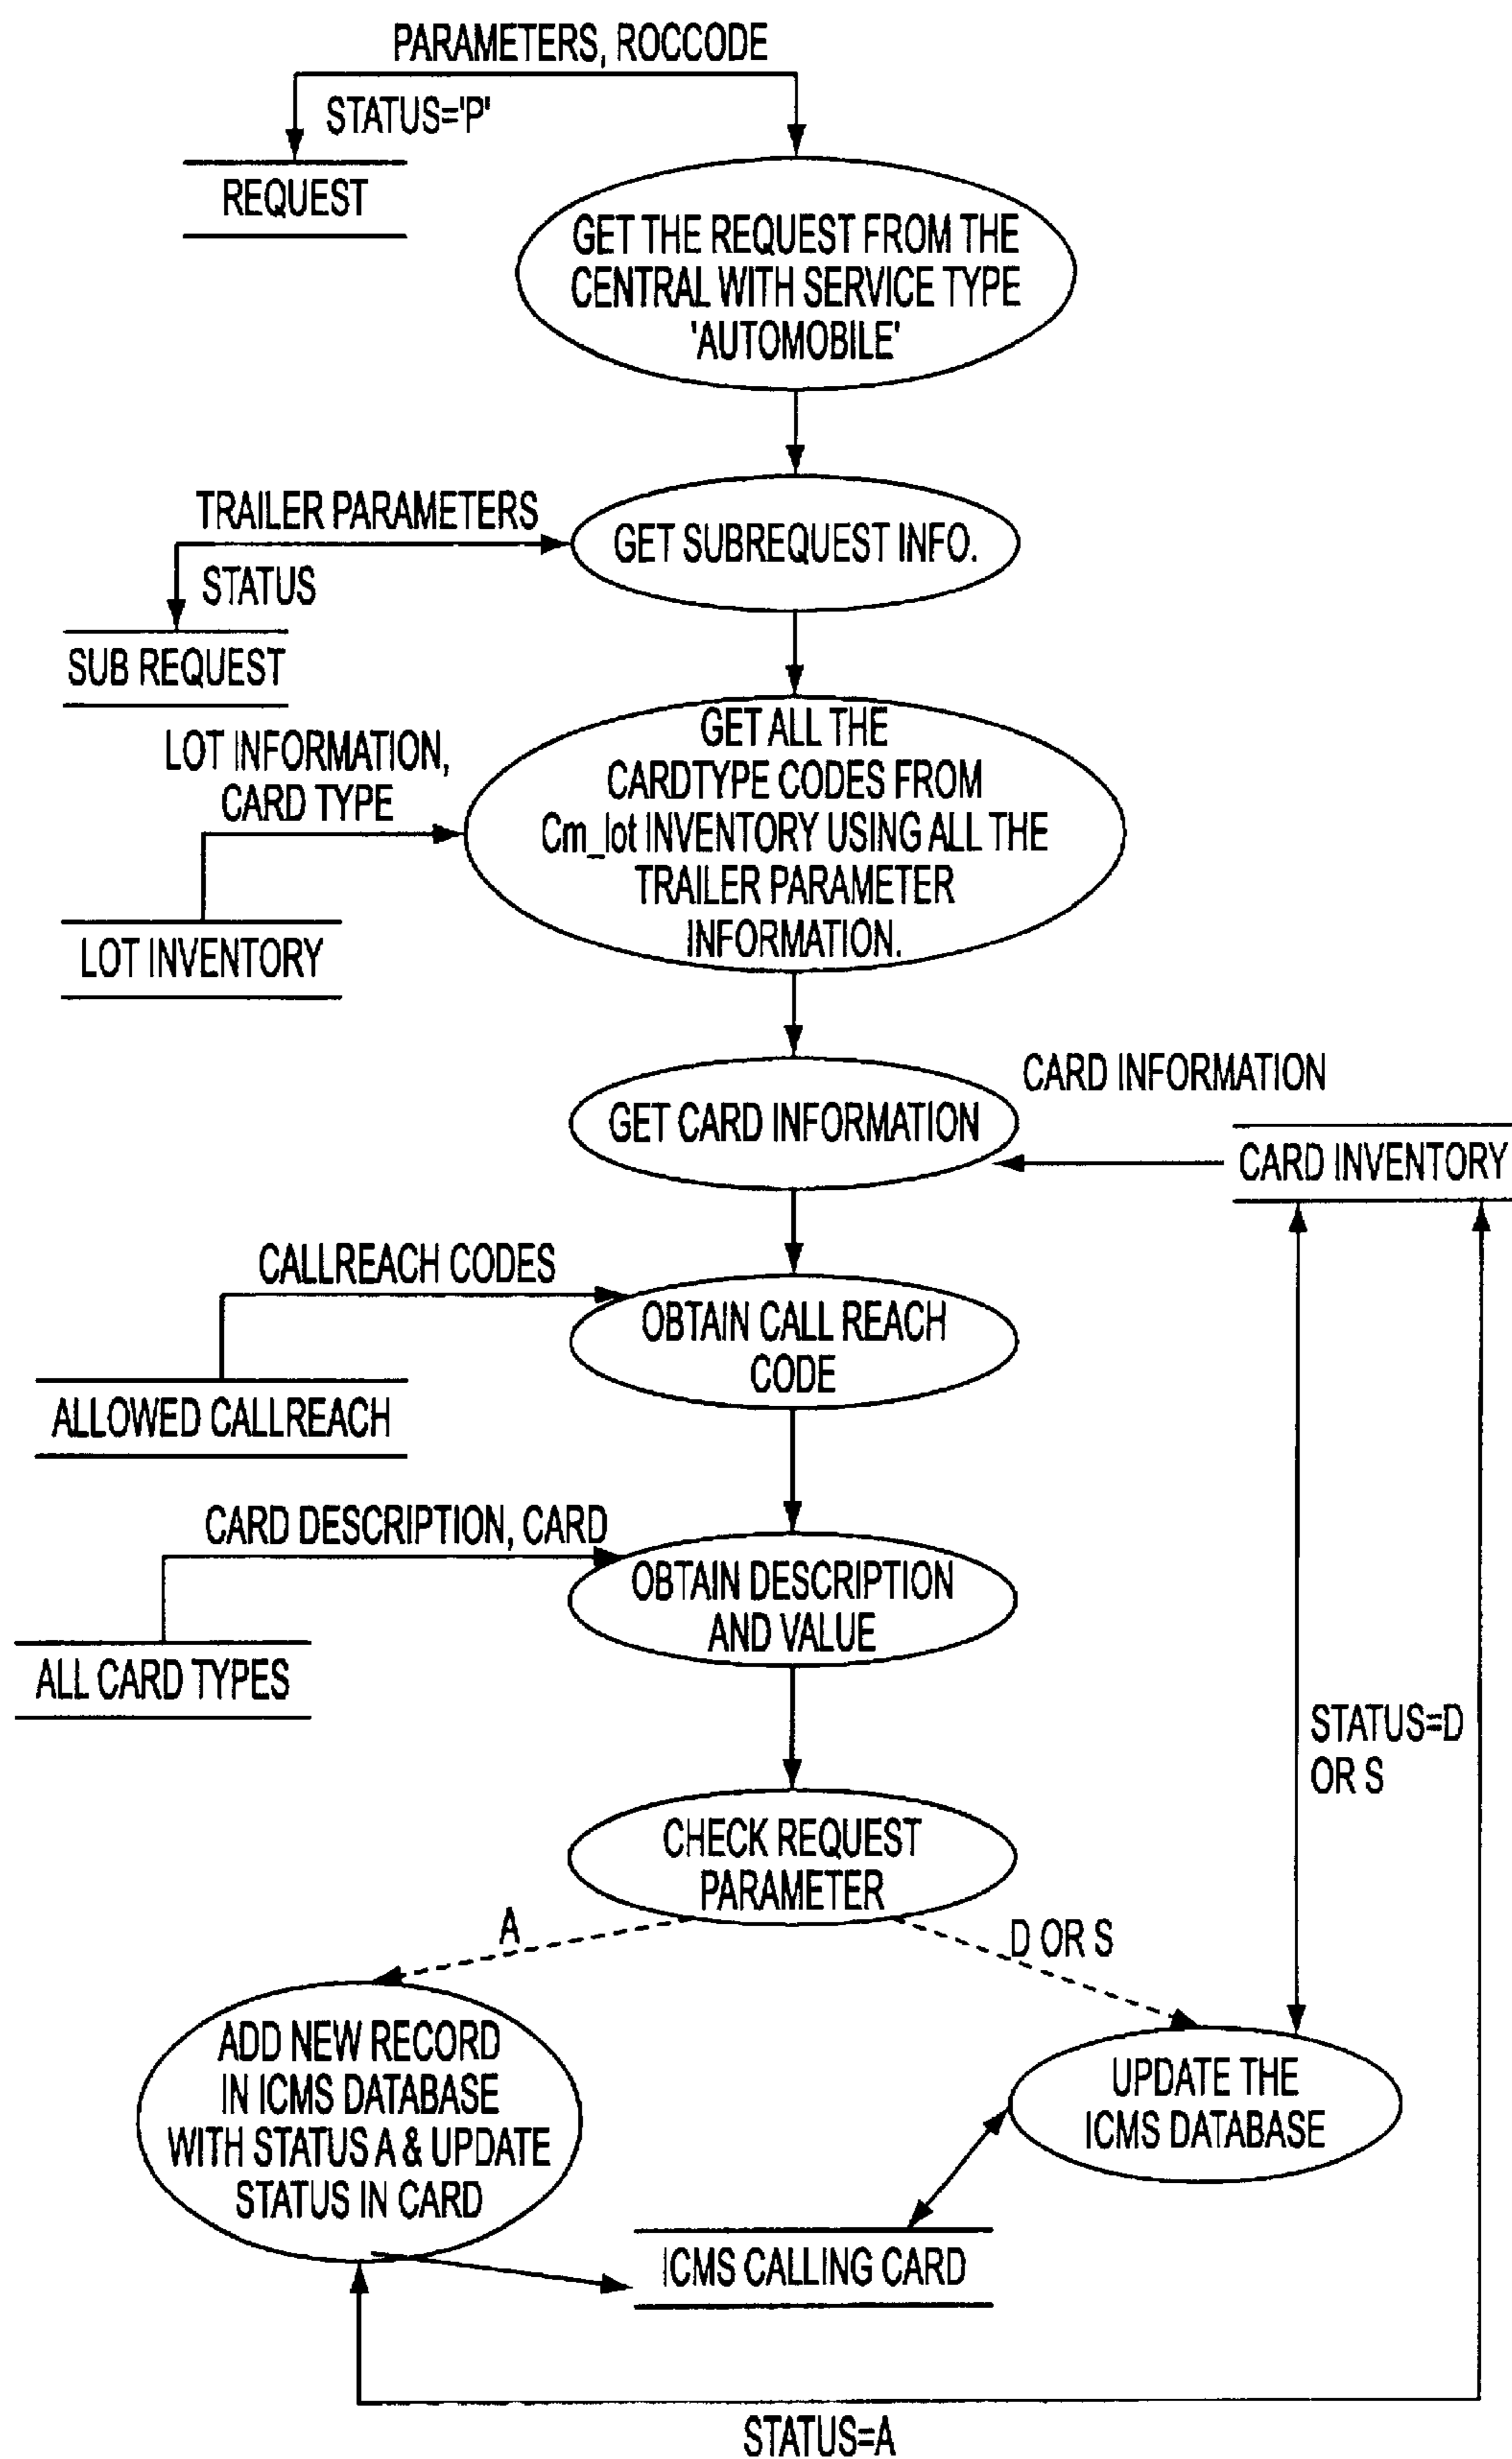 PARAMETERS, ROCCODE
STATUS='P'
REQUEST
GET THE REQUEST FROM THE
CENTRAL WITH SERVICE TYPE
'AUTOMOBILE'
TRAILER PARAMETERS
GET SUBREQUEST INFO.
STATUS
SUB REQUEST
LOT INFORMATION,
CARD TYPE
GET ALL THE
CARDTYPE CODES FROM
Cm_lot INVENTORY USING ALL THE
TRAILER PARAMETER
INFORMATION.
LOT INVENTORY
CARD INFORMATION
GET CARD INFORMATION
CARD INVENTORY
CALLREACH CODES
OBTAIN CALL REACH
CODE
ALLOWED CALLREACH
CARD DESCRIPTION, CARD
OBTAIN DESCRIPTION
AND VALUE
ALL CARD TYPES
STATUS=D
OR S
CHECK REQUEST
PARAMETER
A
D OR S
ADD NEW RECORD
IN ICMS DATABASE
WITH STATUS A & UPDATE
STATUS IN CARD
UPDATE THE
ICMS DATABASE
ICMS CALLING CARD
STATUS=A